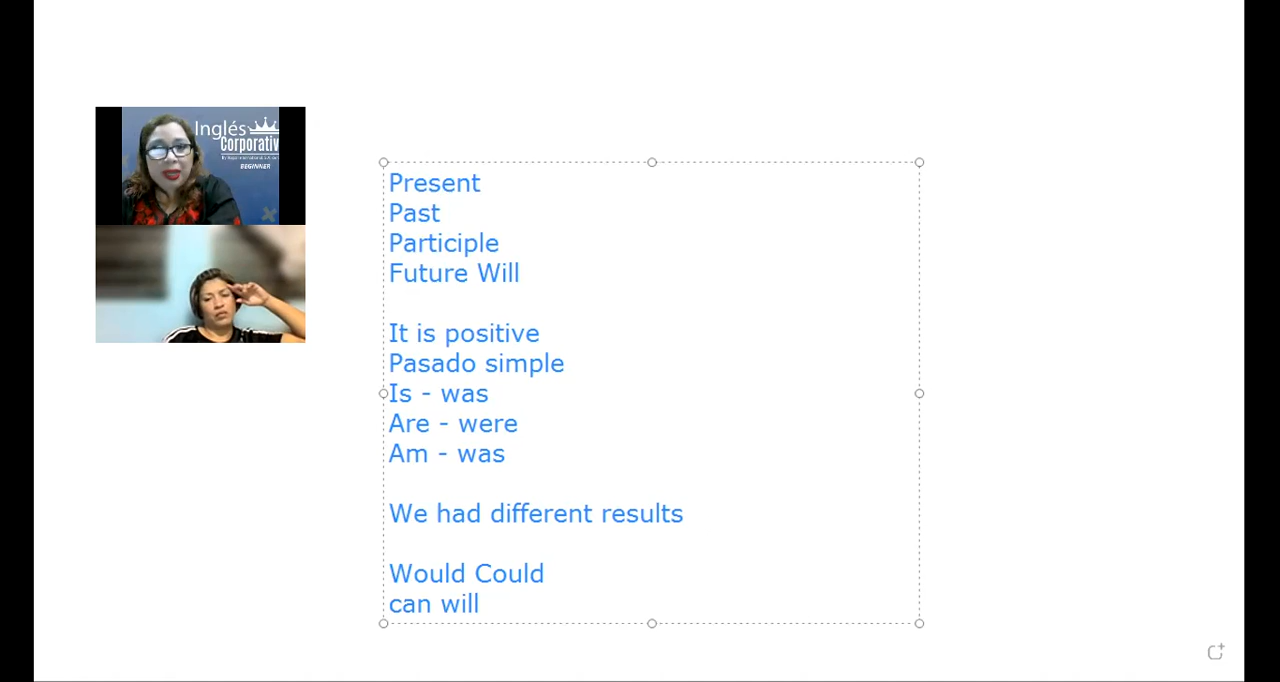 Inglés
Corporativ
BEGINNER
Present
Past
Participle
Future Will
It is positive
Pasado simple
Is - was
Are - were
Am - was
We had different results
Would Could
can will